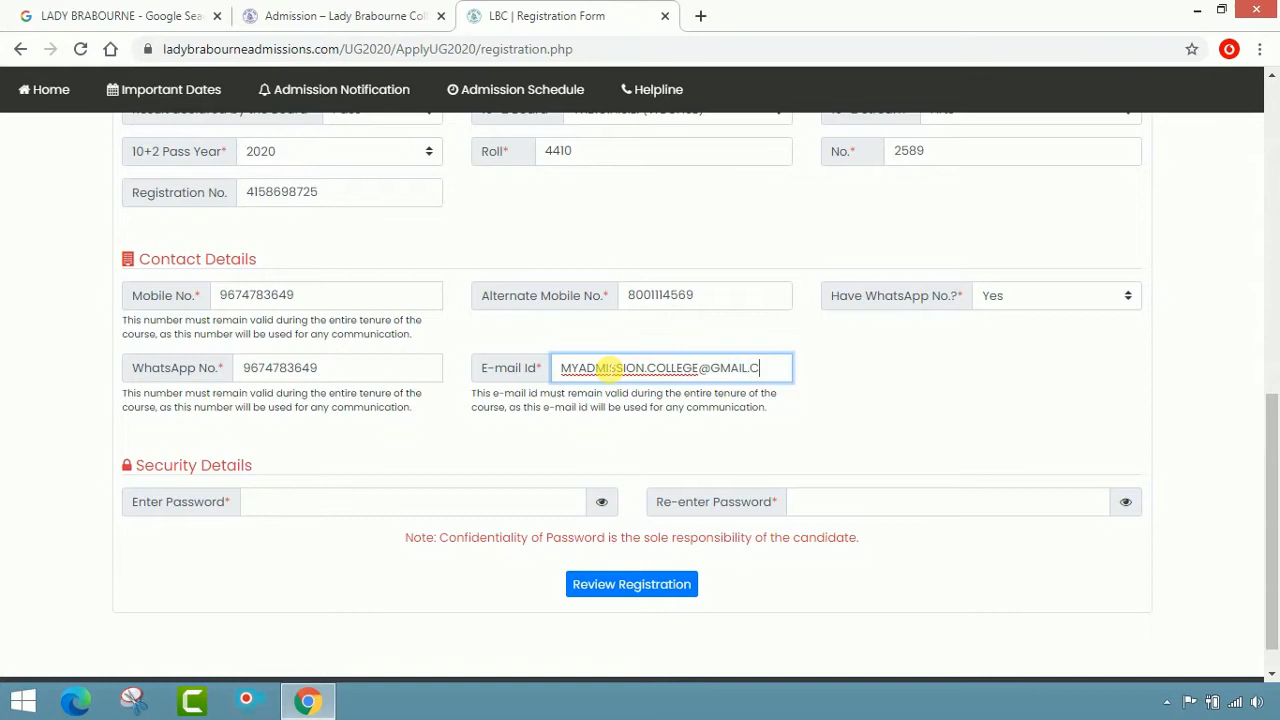 LADY BRABOURNE - Google Sea
Admission – Lady Brabourne Coll
LBC | Registration Form
ladybrabourneadmissions.com/UG2020/ApplyUG2020/registration.php
Home Important Dates Admission Notification Admission Schedule Helpline
10+2 Pass Year* 2020 Roll* 4410 No.* 2589
Registration No. 4158698725
Contact Details
Mobile No.* 9674783649 Alternate Mobile No.* 8001114569 Have WhatsApp No.?* Yes
This number must remain valid during the entire tenure of the
course, as this number will be used for any communication.
WhatsApp No.* 9674783649 E-mail Id* MYADMISSION.COLLEGE@GMAIL.C
This number must remain valid during the entire tenure of the
course, as this number will be used for any communication.
This e-mail id must remain valid during the entire tenure of the
course, as this e-mail id will be used for any communication.
Security Details
Enter Password* Re-enter Password*
Note: Confidentiality of Password is the sole responsibility of the candidate.
Review Registration